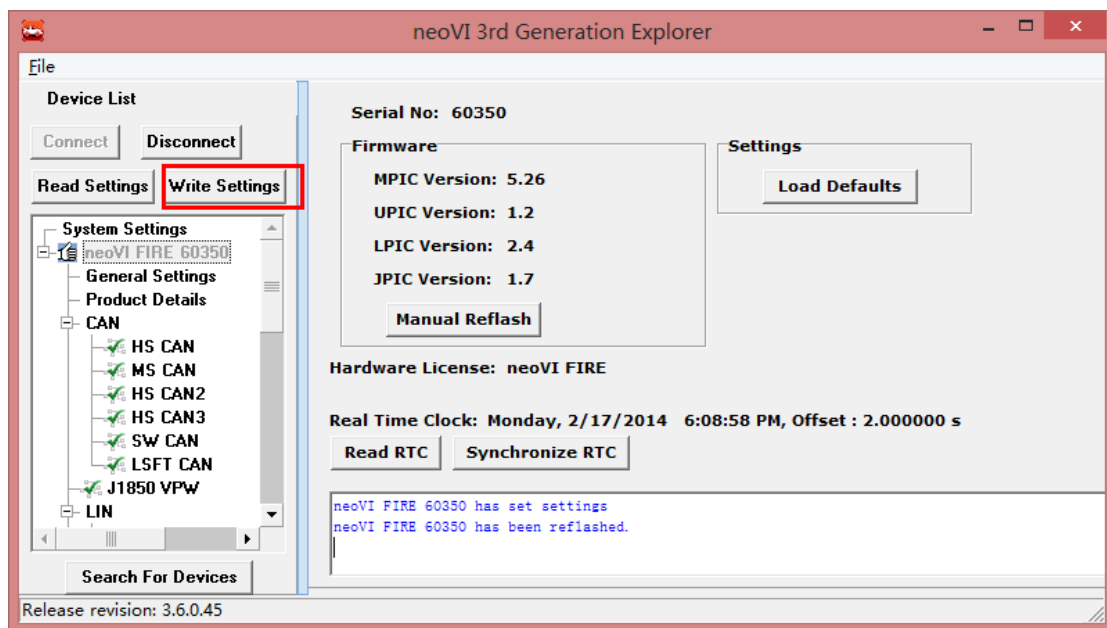 neoVI 3rd Generation Explorer
File
Device List
Connect
Disconnect
Read Settings
Write Settings
System Settings
neoVI FIRE 60350
General Settings
Product Details
CAN
HS CAN
MS CAN
HS CAN2
HS CAN3
SW CAN
LSFT CAN
J1850 VPW
LIN
Search For Devices
Serial No: 60350
Firmware
MPIC Version: 5.26
UPIC Version: 1.2
LPIC Version: 2.4
JPIC Version: 1.7
Manual Reflash
Settings
Load Defaults
Hardware License: neoVI FIRE
Real Time Clock: Monday, 2/17/2014 6:08:58 PM, Offset : 2.000000 s
Read RTC
Synchronize RTC
neoVI FIRE 60350 has set settings
neoVI FIRE 60350 has been reflashed.
Release revision: 3.6.0.45